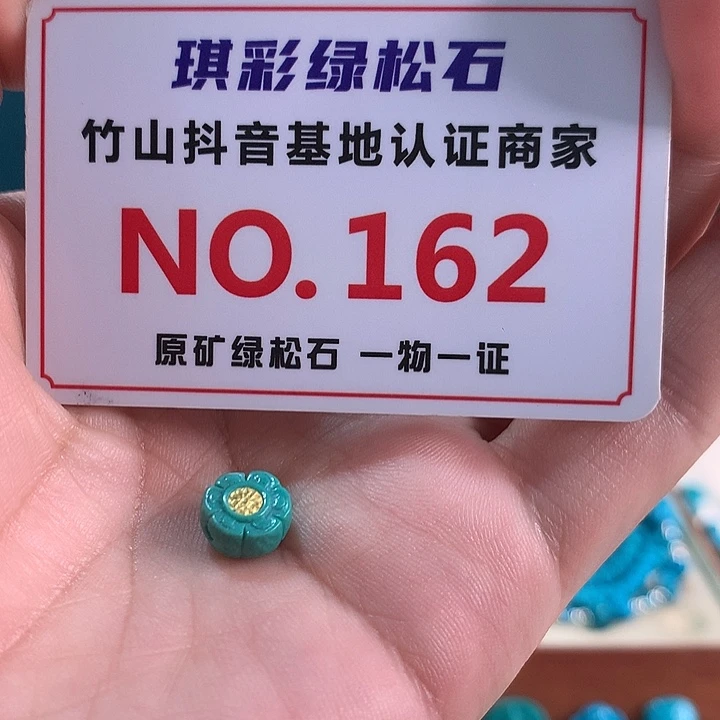 琪彩绿松石
竹山抖音基地认证商家
NO.162
原矿绿松石 一物一证